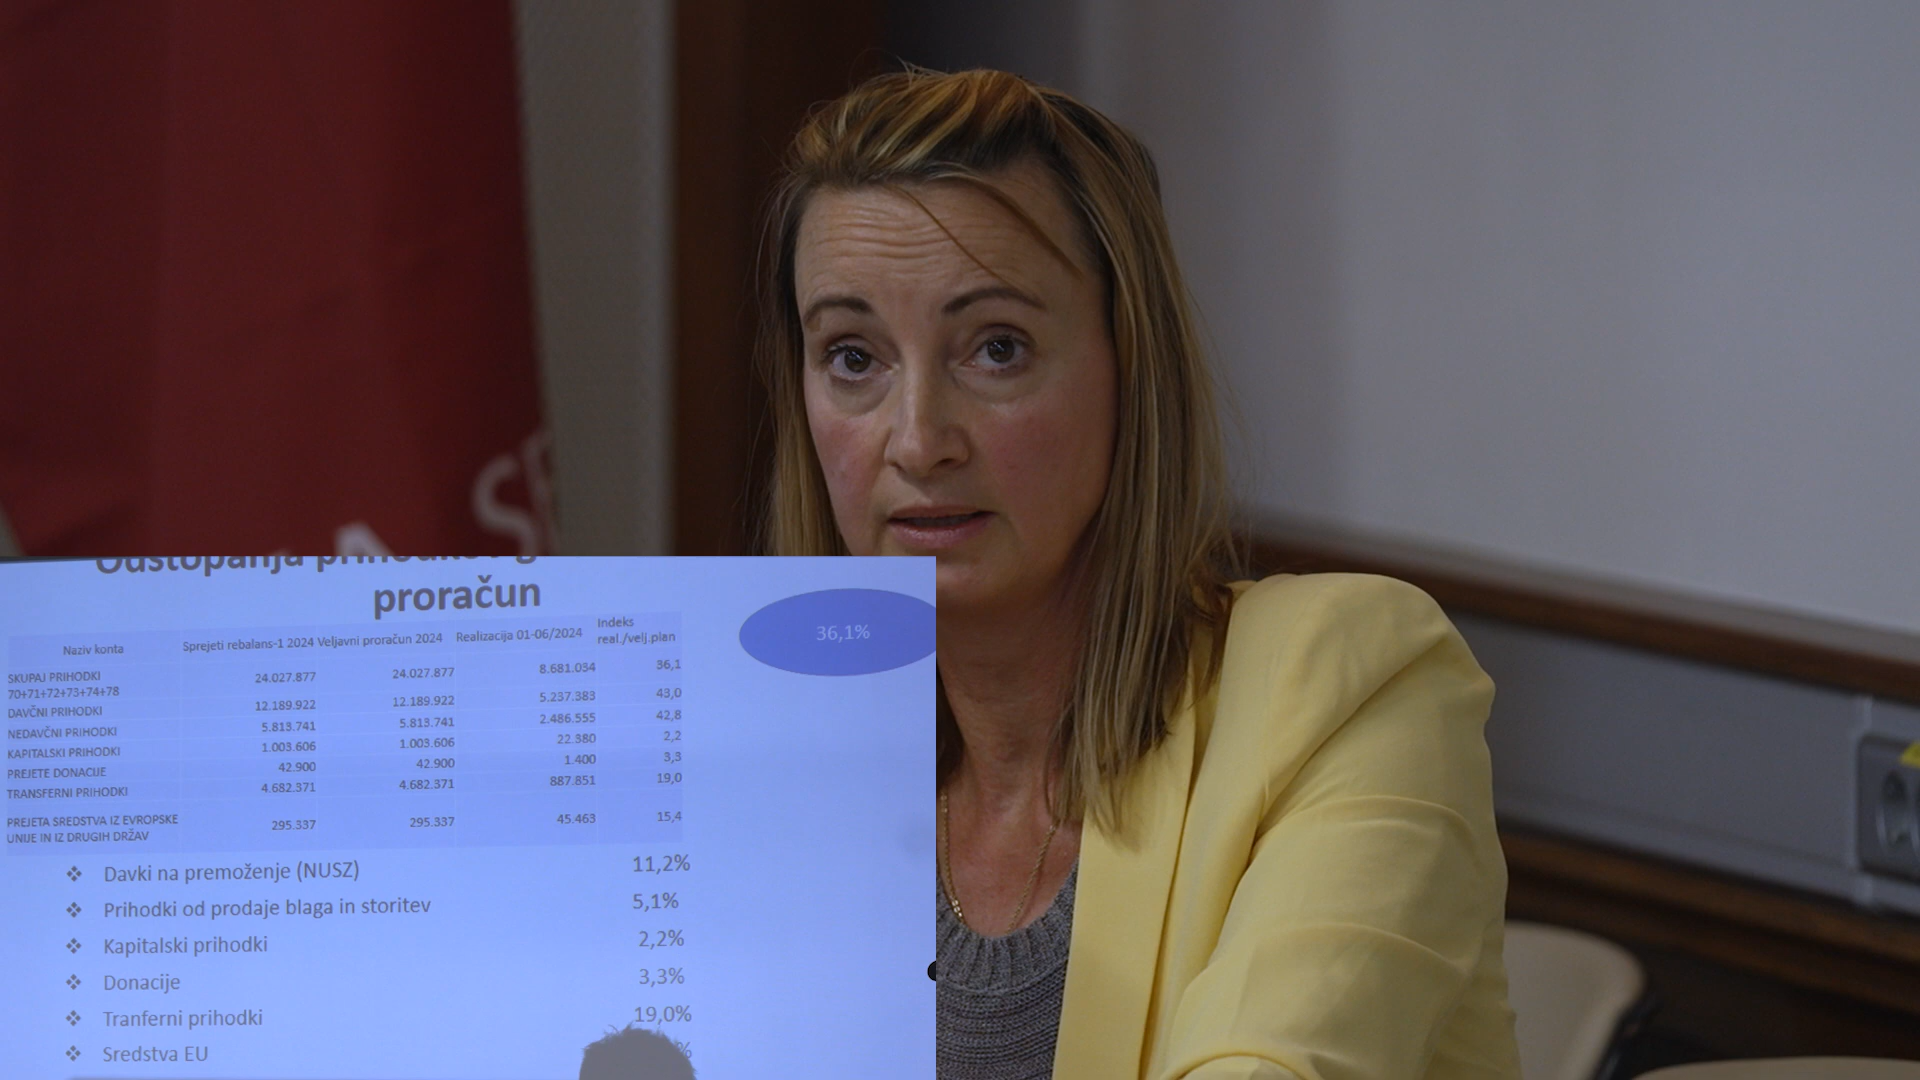 S
A
Odstopanja prihodkov g
proračun
36,1%
Naziv konta Sprejeti rebalans-1 2024 Veljavni proračun 2024 Realizacija 01-06/2024 Indeks
real./velj.plan
SKUPAJ PRIHODKI 24.027.877 24.027.877 8.681.034 36,1
70+71+72+73+74+78
DAVČNI PRIHODKI 12.189.922 12.189.922 5.237.383 43,0
NEDAVČNI PRIHODKI 5.813.741 5.813.741 2.486.555 42,8
KAPITALSKI PRIHODKI 1.003.606 1.003.606 22.380 2,2
PREJETE DONACIJE 42.900 42.900 1.400 3,3
TRANSFERNI PRIHODKI 4.682.371 4.682.371 887.851 19,0
PREJETA SREDSTVA IZ EVROPSKE 295.337 295.337 45.463 15,4
UNIJE IN IZ DRUGIH DRŽAV
❖ Davki na premoženje (NUSZ) 11,2%
❖ Prihodki od prodaje blaga in storitev 5,1%
❖ Kapitalski prihodki 2,2%
❖ Donacije 3,3%
❖ Tranferni prihodki 19,0%
❖ Sredstva EU %